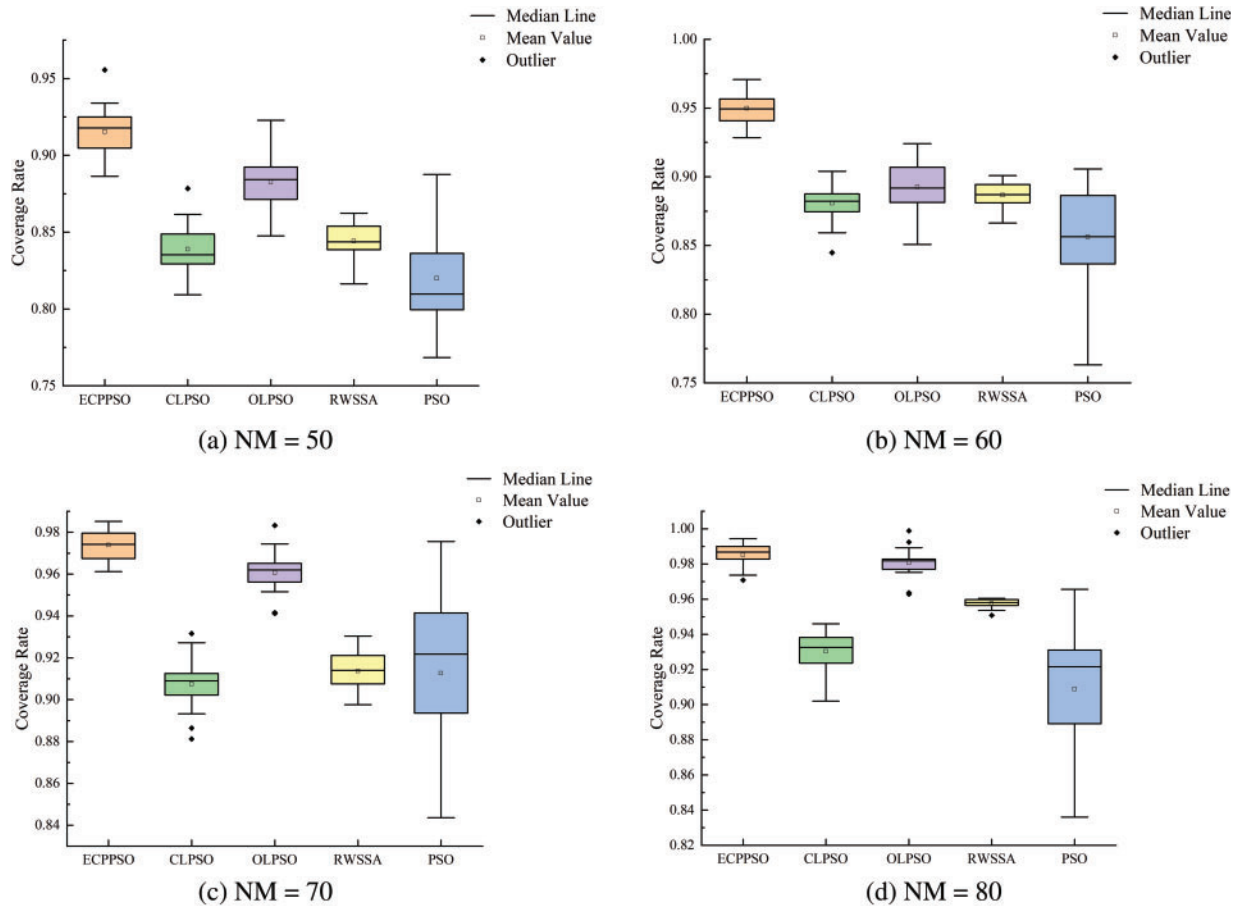 Median Line
Mean Value
Outlier
0.95
0.90
0.85
0.80
0.75
Coverage Rate
ECPPSO CLPSO OLPSO RWSSA PSO
(a) NM = 50
Median Line
Mean Value
Outlier
1.00
0.95
0.90
0.85
0.80
0.75
Coverage Rate
ECPPSO CLPSO OLPSO RWSSA PSO
(b) NM = 60
Median Line
Mean Value
Outlier
0.98
0.96
0.94
0.92
0.90
0.88
0.86
0.84
Coverage Rate
ECPPSO CLPSO OLPSO RWSSA PSO
(c) NM = 70
Median Line
Mean Value
Outlier
1.00
0.98
0.96
0.94
0.92
0.90
0.88
0.86
0.84
0.82
Coverage Rate
ECPPSO CLPSO OLPSO RWSSA PSO
(d) NM = 80